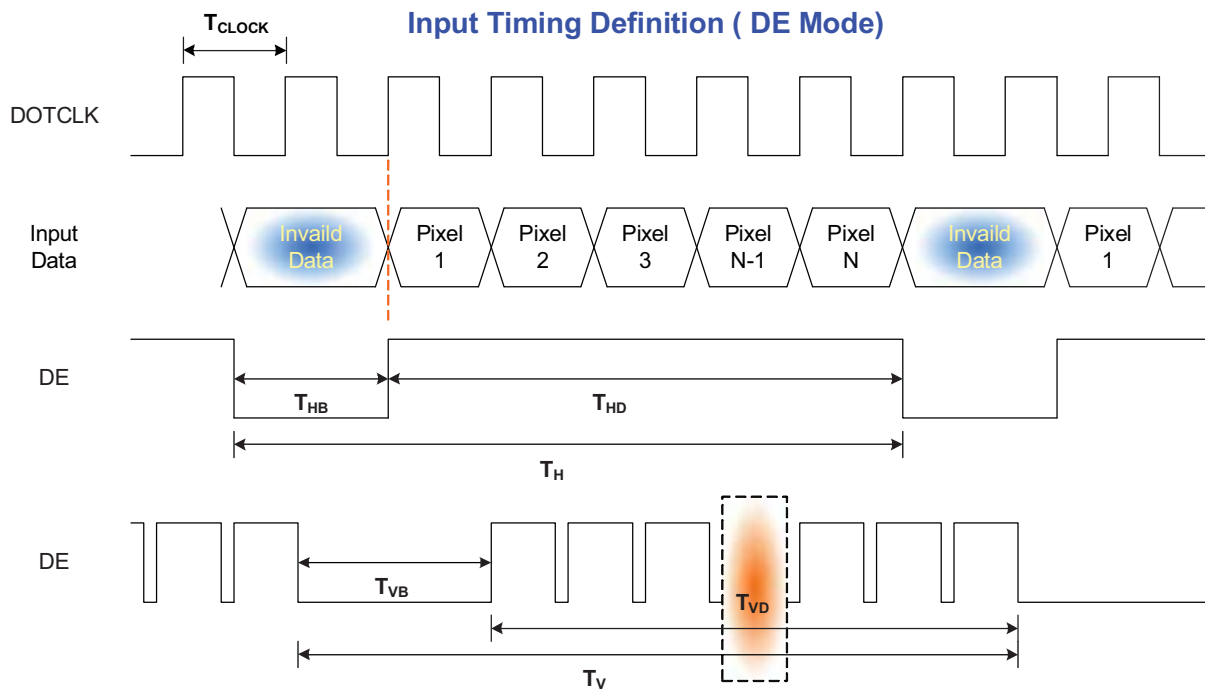 Input Timing Definition ( DE Mode)
TCLOCK
DOTCLK
Input
Data
Invaild
Data
Pixel
1
Pixel
2
Pixel
3
Pixel
N-1
Pixel
N
Invaild
Data
Pixel
1
DE
THB
THD
TH
DE
TVB
TVD
TV